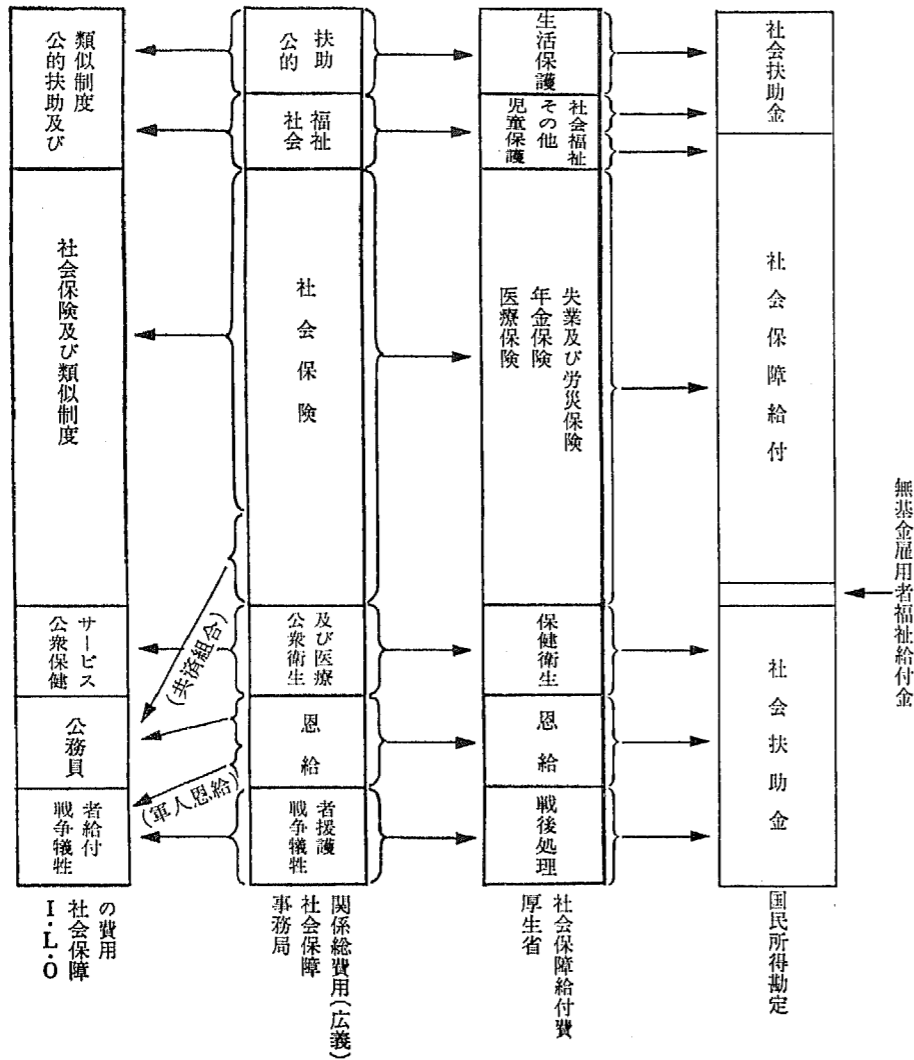 公的扶助及び
類似制度
社会保険及び類似制度
公衆保健
サービス
公務員
戦争犠牲
者給付
I・L・O
社会保障
の費用
(共済組合)
(軍人恩給)
公的
扶助
社会
福祉
社会保険
公衆衛生
及び医療
恩給
戦争犠牲
者援護
事務局
社会保障
関係総費用(広義)
生活保護
児童保護
その他
社会福祉
医療保険
年金保険
失業及び労災保険
保健衛生
恩給
戦後処理
厚生省
社会保障給付費
社会扶助金
社会保障給付
社会扶助金
国民所得勘定
無基金雇用者福祉給付金